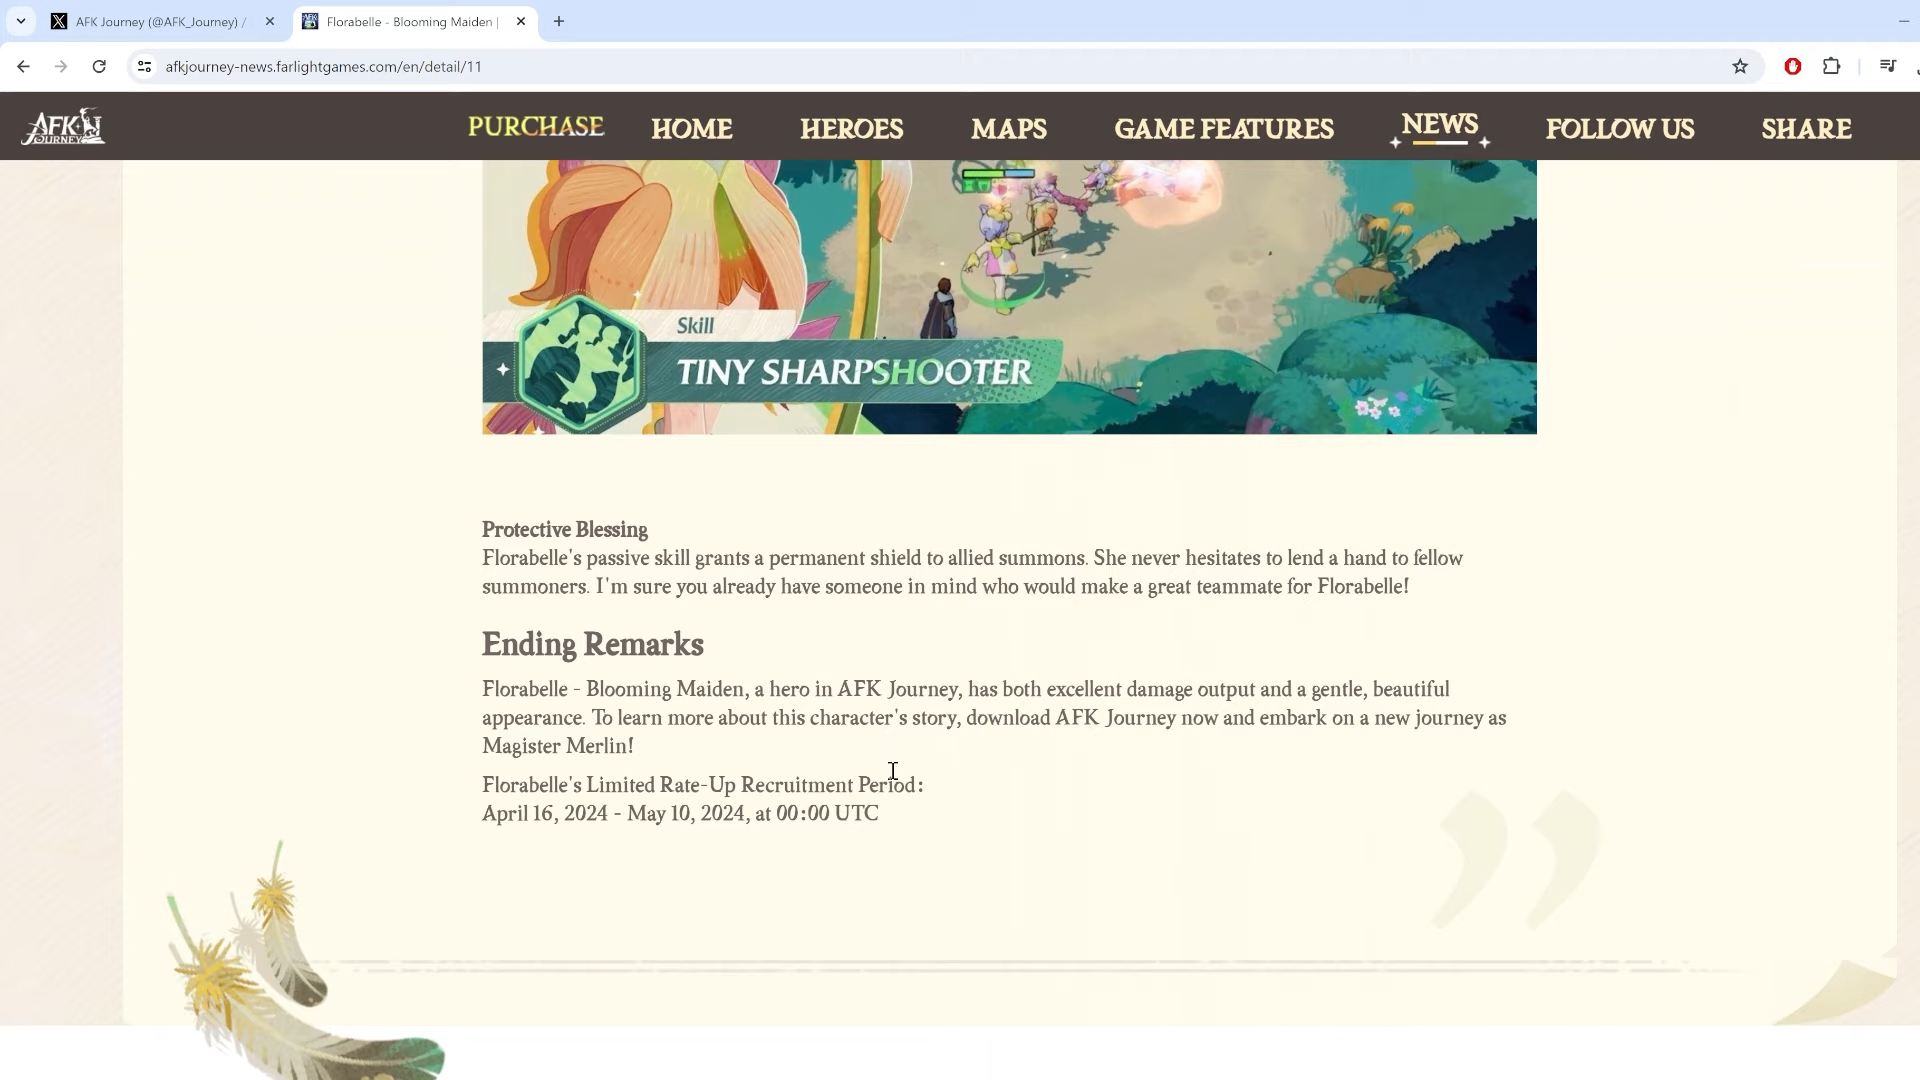 AFK Journey (@AFK_Journey) /
Florabelle - Blooming Maiden |
afkjourney-news.farlightgames.com/en/detail/11
AFK JOURNEY
PURCHASE
HOME
HEROES
MAPS
GAME FEATURES
NEWS
FOLLOW US
SHARE
Skill
TINY SHARPSHOOTER
Protective Blessing
Florabelle's passive skill grants a permanent shield to allied summons. She never hesitates to lend a hand to fellow
summoners. I'm sure you already have someone in mind who would make a great teammate for Florabelle!
Ending Remarks
Florabelle - Blooming Maiden, a hero in AFK Journey, has both excellent damage output and a gentle, beautiful
appearance. To learn more about this character's story, download AFK Journey now and embark on a new journey as
Magister Merlin!
Florabelle's Limited Rate-Up Recruitment Period:
April 16, 2024 - May 10, 2024, at 00:00 UTC